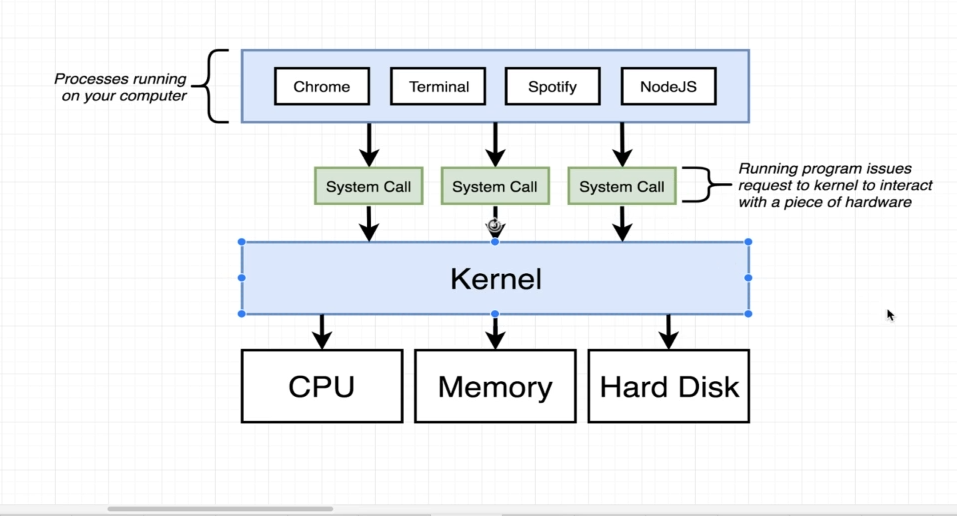 Processes running
on your computer
Chrome
Terminal
Spotify
NodeJS
System Call
System Call
System Call
Running program issues
request to kernel to interact
with a piece of hardware
Kernel
CPU
Memory
Hard Disk